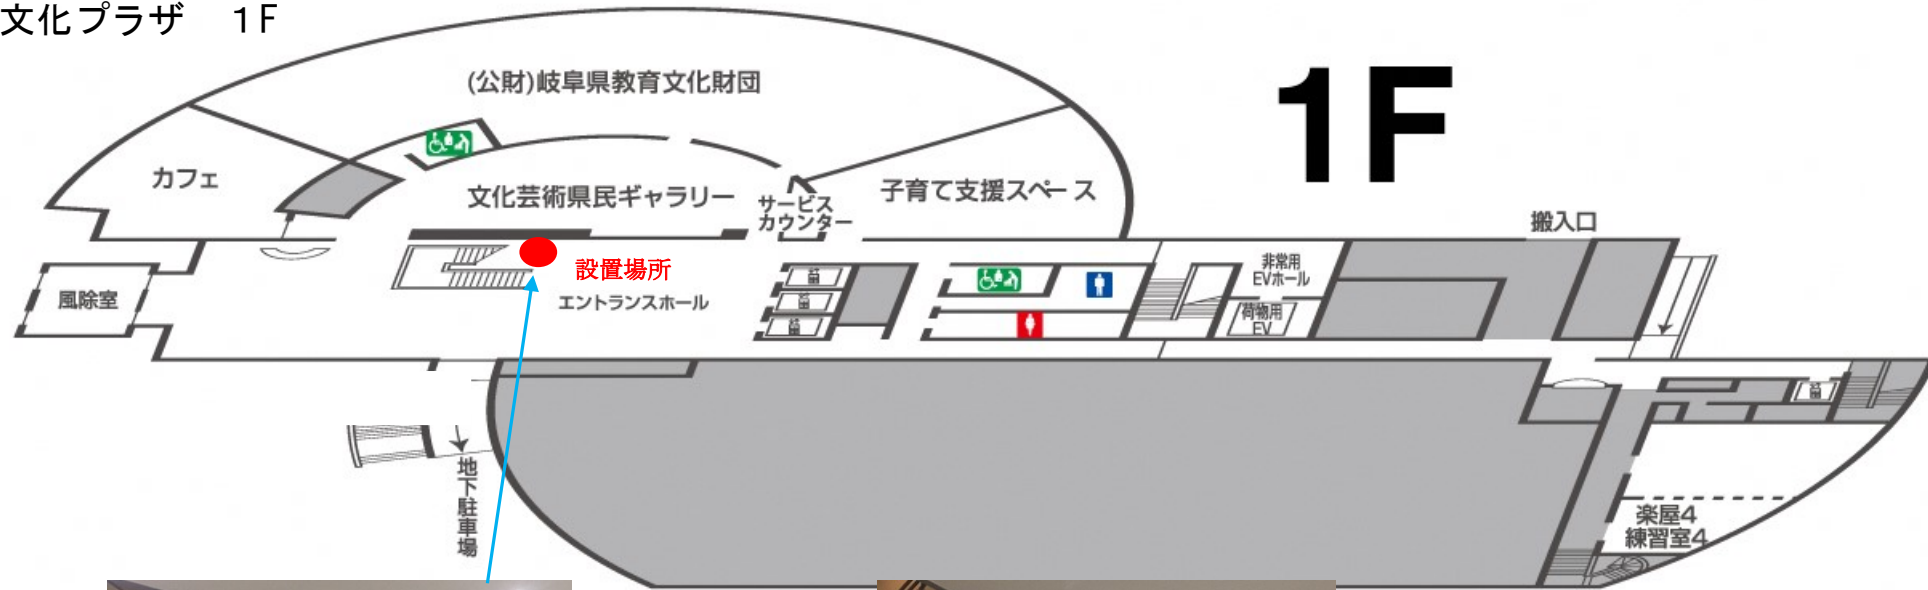 文化プラザ　１F
1F
(公財)岐阜県教育文化財団
カフェ
文化芸術県民ギャラリー
サービス
カウンター
子育て支援スペース
搬入口
設置場所
エントランスホール
風除室
非常用
EVホール
荷物用
EV
地下駐車場
楽屋4
練習室4